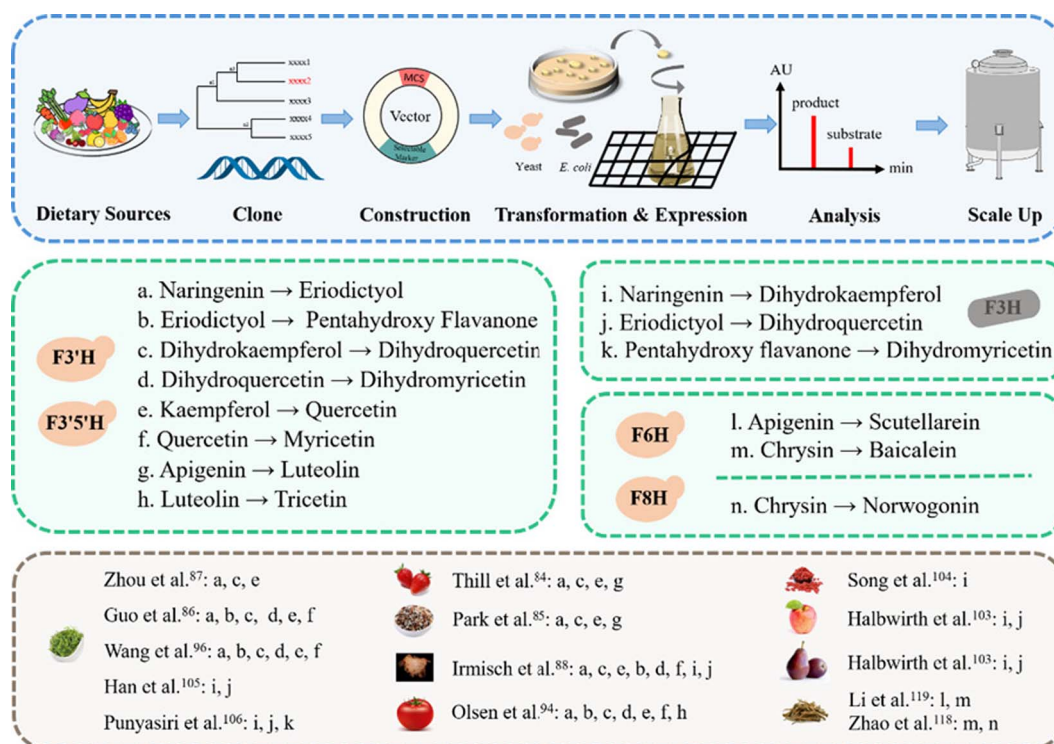 xxxx1
xxxx2
xxxx3
xxxx4
xxxx5
MCS
Vector
Selectable
Marker
Yeast
E. coli
AU
product
substrate
min
Dietary Sources
Clone
Construction
Transformation & Expression
Analysis
Scale Up
F3'H
F3'5'H
a. Naringenin → Eriodictyol
b. Eriodictyol → Pentahydroxy Flavanone
c. Dihydrokaempferol → Dihydroquercetin
d. Dihydroquercetin → Dihydromyricetin
e. Kaempferol → Quercetin
f. Quercetin → Myricetin
g. Apigenin → Luteolin
h. Luteolin → Tricetin
i. Naringenin → Dihydrokaempferol
j. Eriodictyol → Dihydroquercetin
k. Pentahydroxy flavanone → Dihydromyricetin
F3H
F6H
l. Apigenin → Scutellarein
m. Chrysin → Baicalein
F8H
n. Chrysin → Norwogonin
Zhou et al.⁸⁷: a, c, e
Guo et al.⁸⁶: a, b, c, d, e, f
Wang et al.⁹⁶: a, b, c, d, e, f
Han et al.¹⁰⁵: i, j
Punyasiri et al.¹⁰⁶: i, j, k
Thill et al.⁸⁴: a, c, e, g
Park et al.⁸⁵: a, c, e, g
Irmisch et al.⁸⁸: a, c, e, b, d, f, i, j
Olsen et al.⁹⁴: a, b, c, d, e, f, h
Song et al.¹⁰⁴: i
Halbwirth et al.¹⁰³: i, j
Halbwirth et al.¹⁰³: i, j
Li et al.¹¹⁹: l, m
Zhao et al.¹¹⁸: m, n